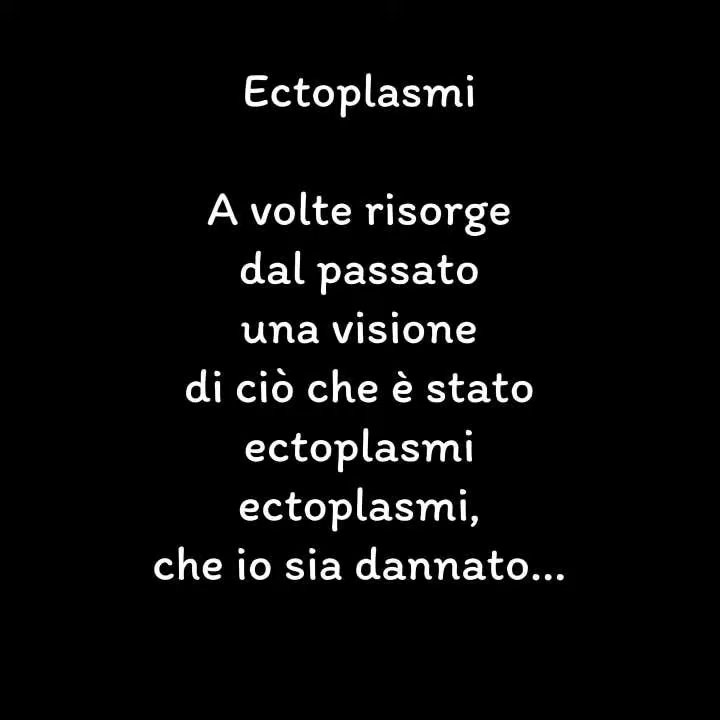 Ectoplasmi
A volte risorge
dal passato
una visione
di ciò che è stato
ectoplasmi
ectoplasmi,
che io sia dannato...